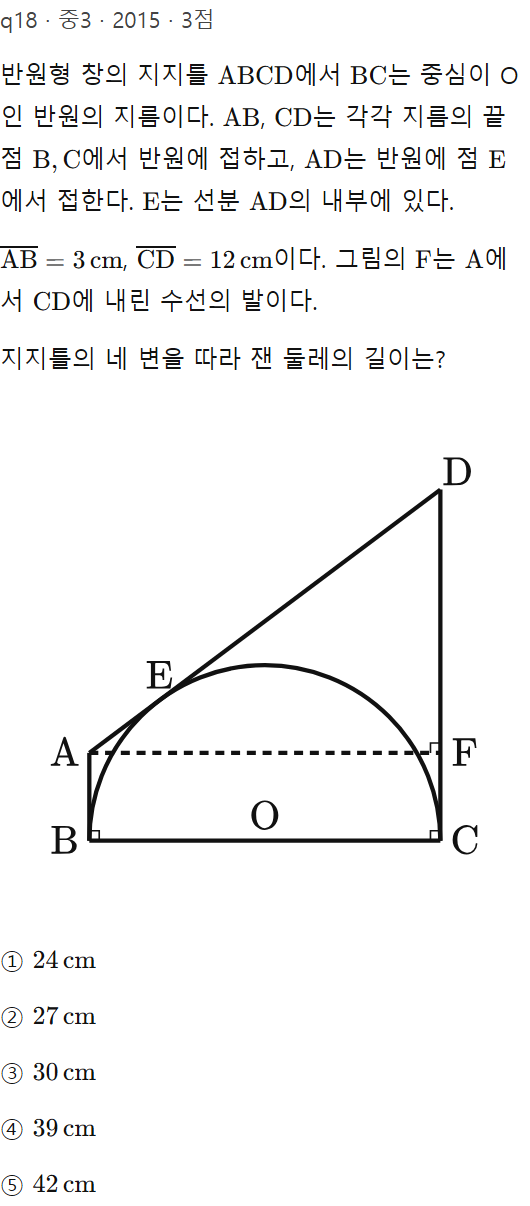 q18 · 중3 · 2015 · 3점
반원형 창의 지지틀 ABCD에서 BC는 중심이 O
인 반원의 지름이다. AB, CD는 각각 지름의 끝
점 B, C에서 반원에 접하고, AD는 반원에 점 E
에서 접한다. E는 선분 AD의 내부에 있다.
$\overline{AB} = 3\,cm$, $\overline{CD} = 12\,cm$이다. 그림의 F는 A에
서 CD에 내린 수선의 발이다.
지지틀의 네 변을 따라 잰 둘레의 길이는?
D
E
A
F
O
B
C
① 24 cm
② 27 cm
③ 30 cm
④ 39 cm
⑤ 42 cm